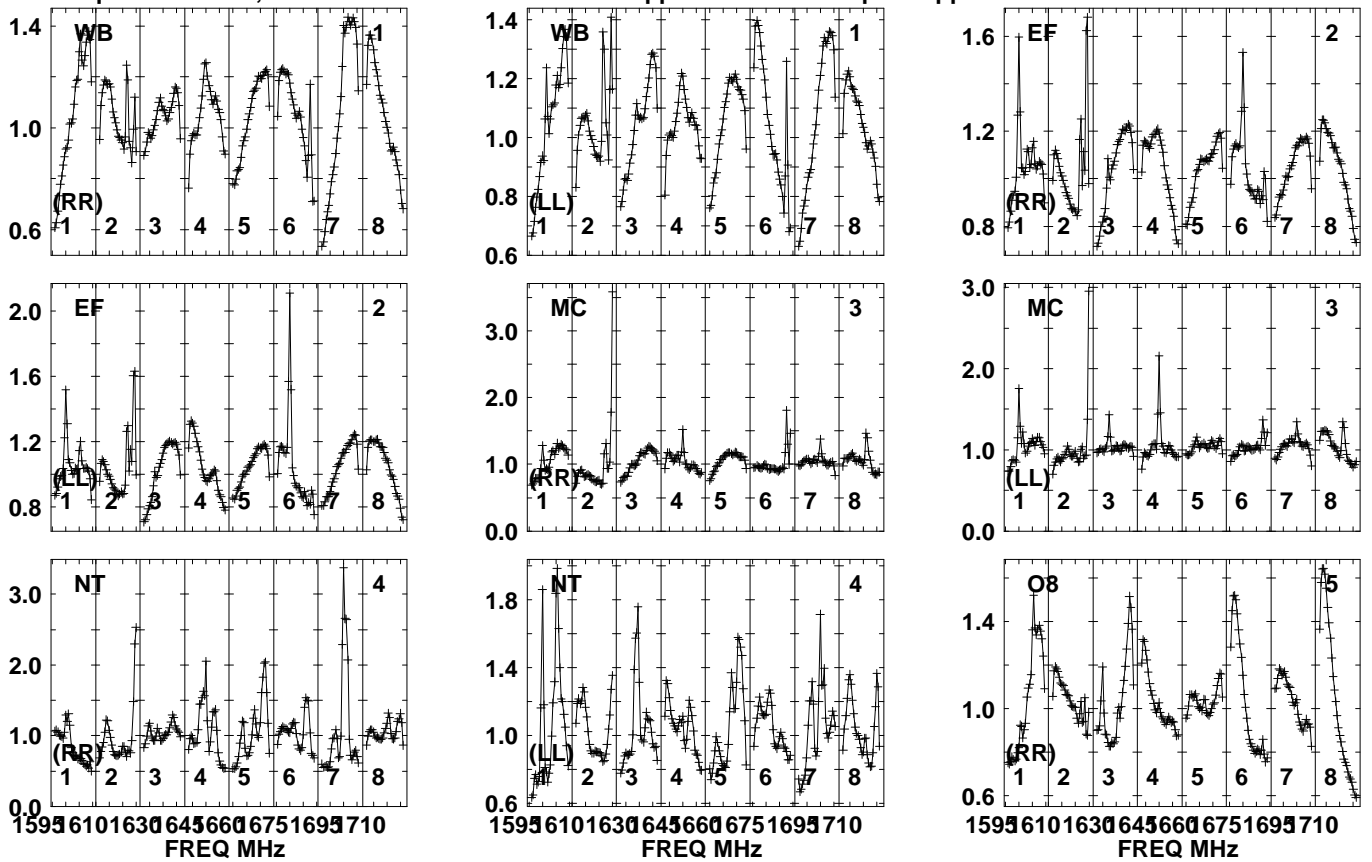 1.4 WB 1
1.0
0.6 (RR)
1 2 3 4 5 6 7 8
1.4 WB 1
1.2
1.0
0.8
0.6 (LL)
1 2 3 4 5 6 7 8
1.6 EF 2
1.2
0.8 (RR)
1 2 3 4 5 6 7 8
2.0 EF 2
1.6
1.2
0.8 (LL)
1 2 3 4 5 6 7 8
3.0 MC 3
2.0
1.0
0.0 (RR)
1 2 3 4 5 6 7 8
3.0 MC 3
2.0
1.0
0.0 (LL)
1 2 3 4 5 6 7 8
3.0 NT 4
2.0
1.0
0.0 (RR)
1 2 3 4 5 6 7 8
1595 1610 1630 1645 1660 1675 1695 1710
FREQ MHz
1.8 NT 4
1.4
1.0
0.6 (LL)
1 2 3 4 5 6 7 8
1595 1610 1630 1645 1660 1675 1695 1710
FREQ MHz
1.4 O8 5
1.0
0.6 (RR)
1 2 3 4 5 6 7 8
1595 1610 1630 1645 1660 1675 1695 1710
FREQ MHz